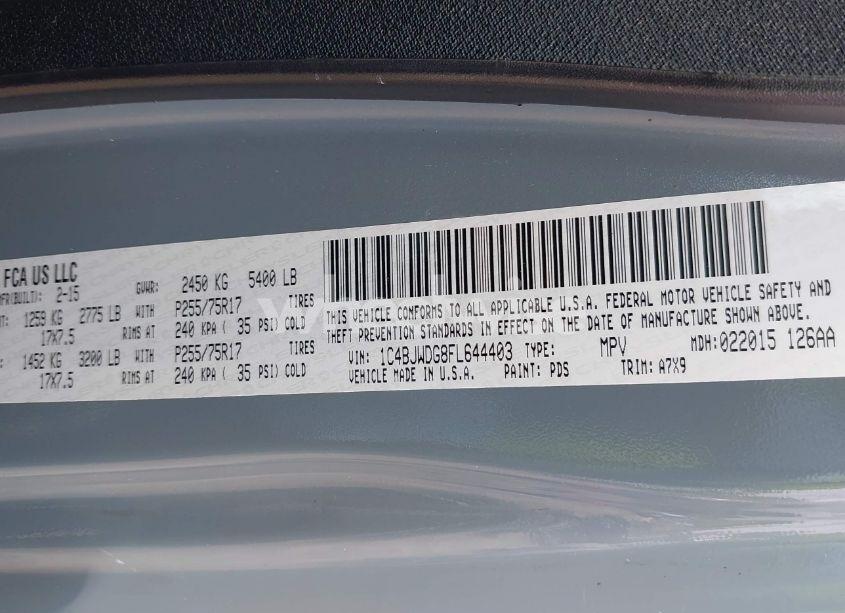 FCA US LLC
MFR(BUILT): 2-15 GVWR: 2450 KG 5400 LB
1259 KG 2775 LB WITH P255/75R17 TIRES
17X7.5 RIMS AT 240 KPA ( 35 PSI) COLD
1452 KG 3200 LB WITH P255/75R17 TIRES
17X7.5 RIMS AT 240 KPA ( 35 PSI) COLD
THIS VEHICLE CONFORMS TO ALL APPLICABLE U.S.A. FEDERAL MOTOR VEHICLE SAFETY AND
THEFT PREVENTION STANDARDS IN EFFECT ON THE DATE OF MANUFACTURE SHOWN ABOVE.
VIN: 1C4BJWDG8FL644403 TYPE: MPV MDH:022015 126AA
VEHICLE MADE IN U.S.A. PAINT: PDS TRIM: A7X9